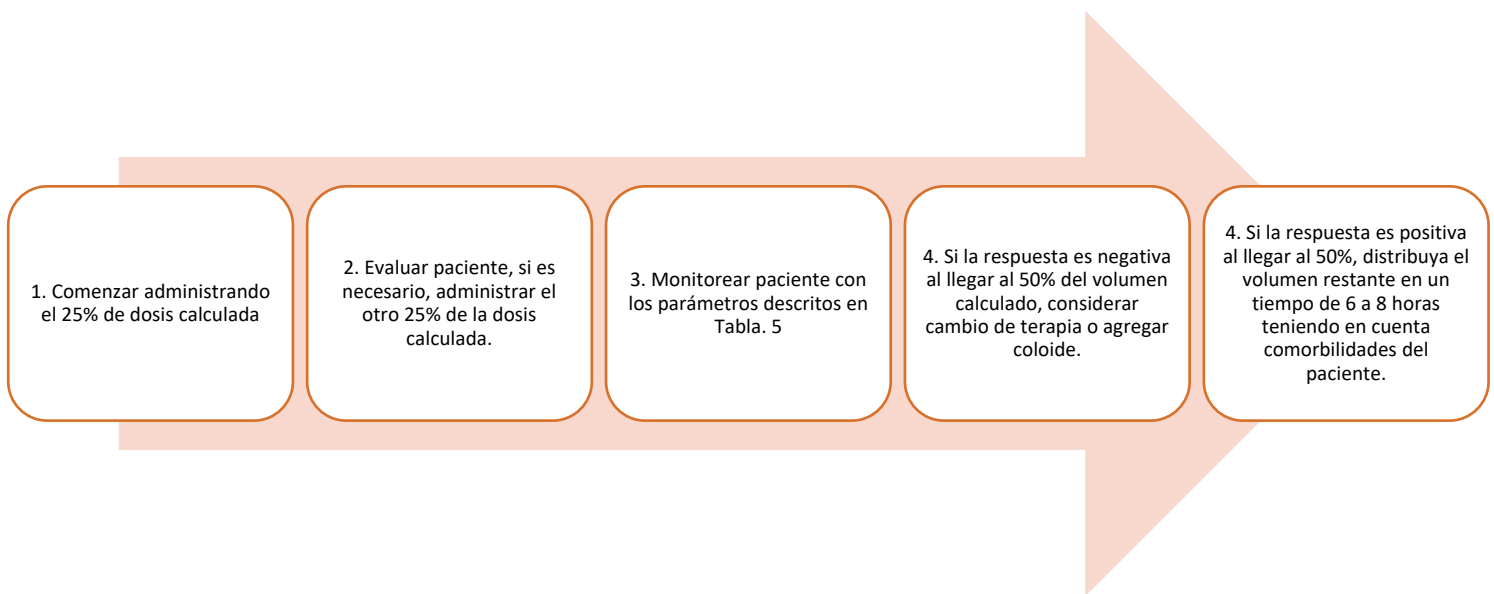 1. Comenzar administrando
el 25% de dosis calculada
2. Evaluar paciente, si es
necesario, administrar el
otro 25% de la dosis
calculada.
3. Monitorear paciente con
los parámetros descritos en
Tabla. 5
4. Si la respuesta es negativa
al llegar al 50% del volumen
calculado, considerar
cambio de terapia o agregar
coloide.
4. Si la respuesta es positiva
al llegar al 50%, distribuya el
volumen restante en un
tiempo de 6 a 8 horas
teniendo en cuenta
comorbilidades del
paciente.